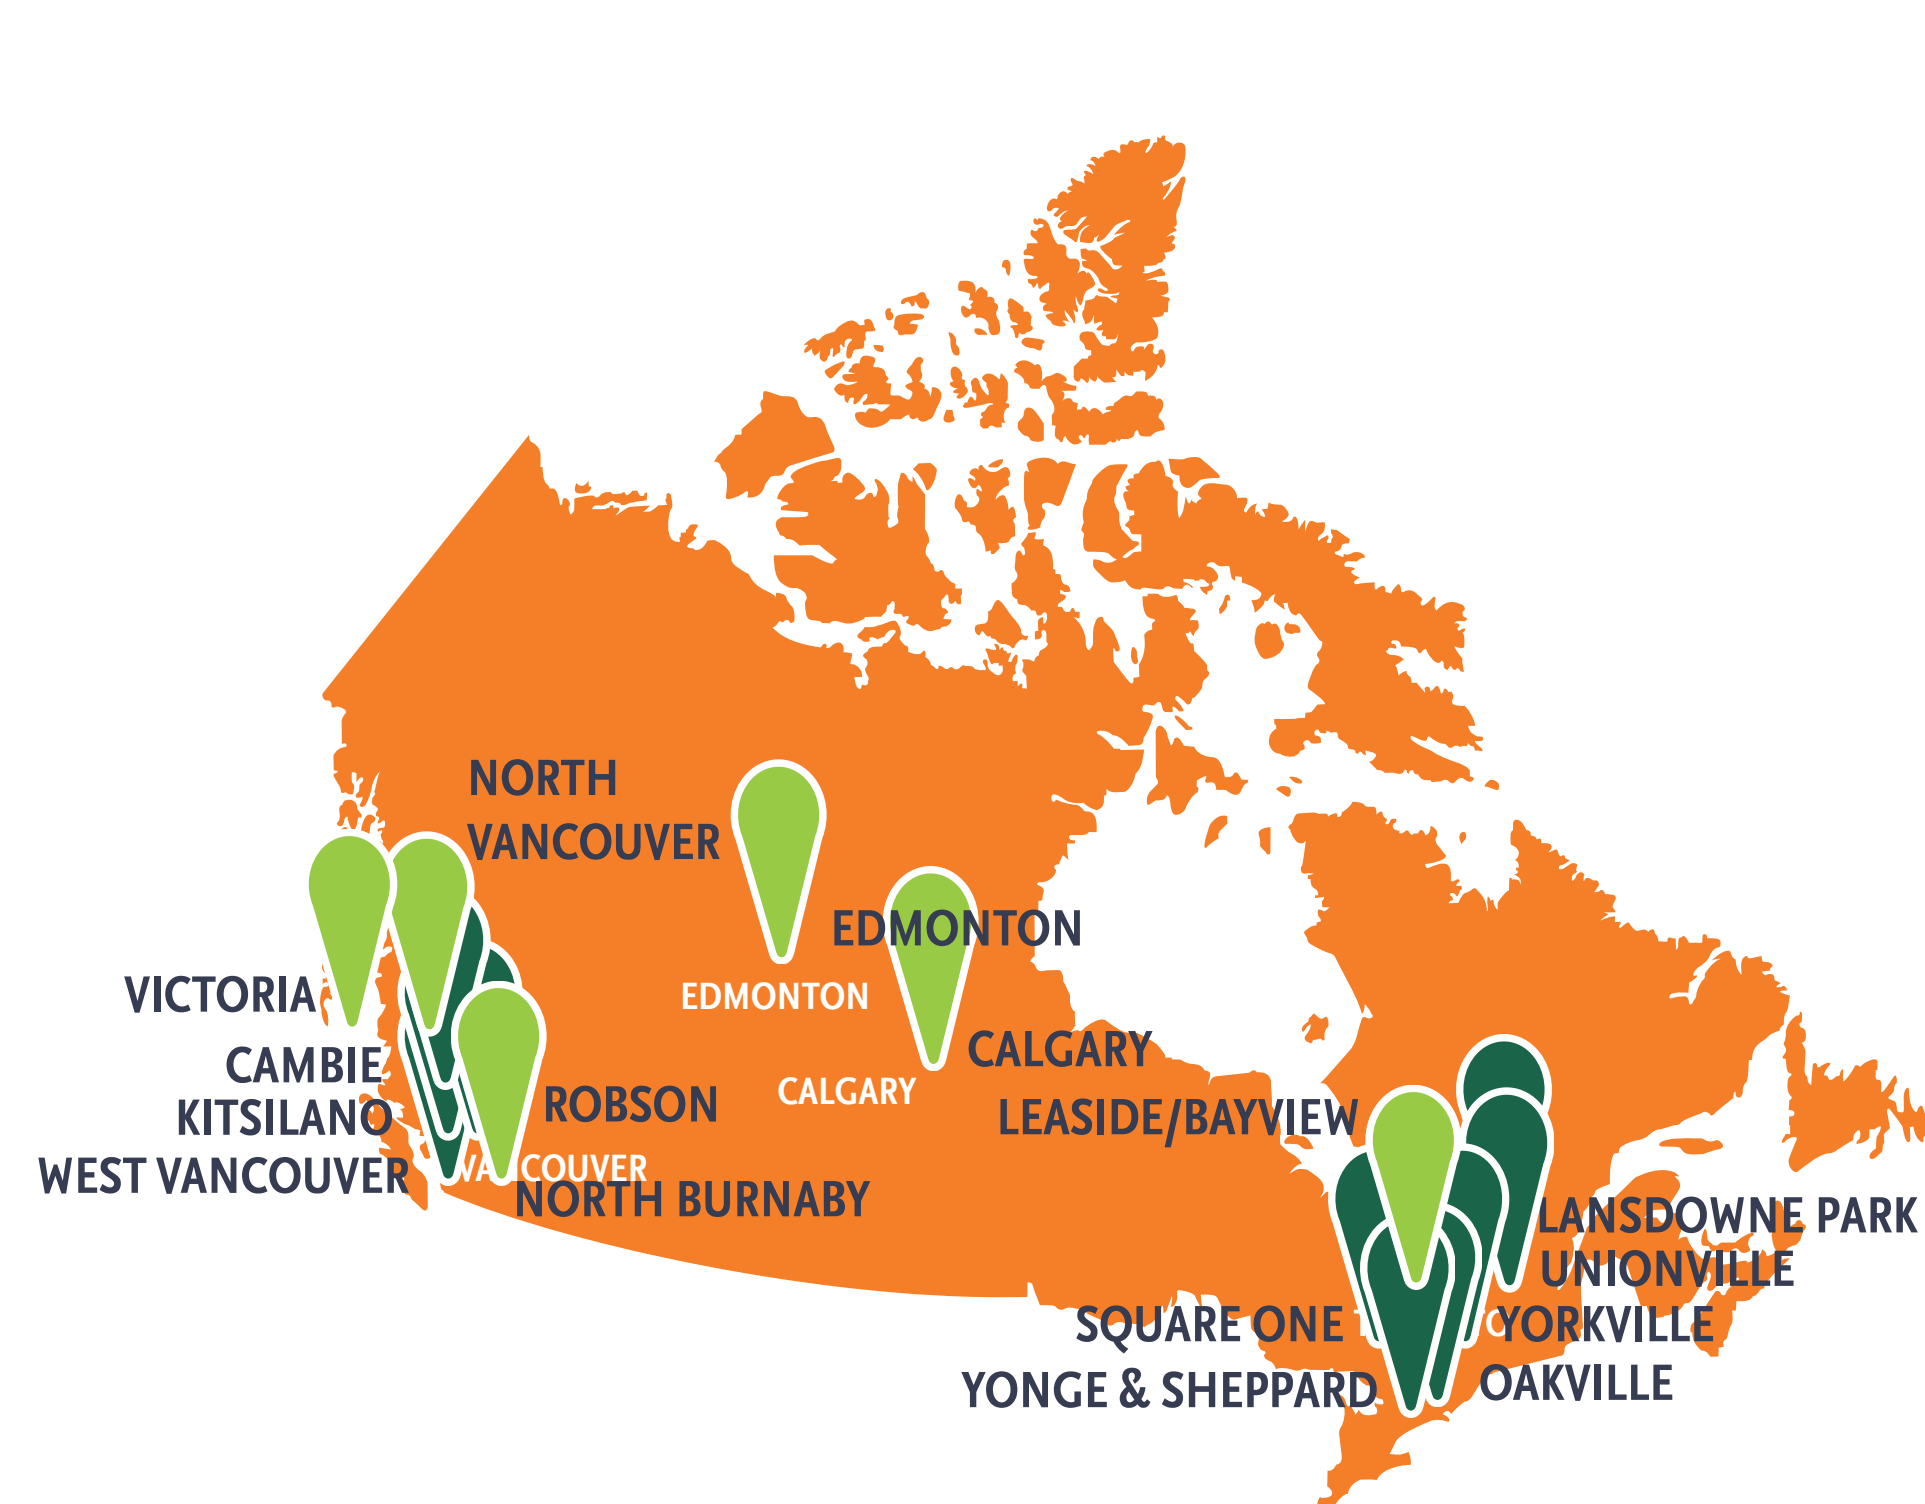 NORTH
VANCOUVER
EDMONTON
VICTORIA
EDMONTON
CALGARY
CAMBIE
CALGARY
ROBSON
KITSILANO
LEASIDE/BAYVIEW
WEST VANCOUVER
VANCOUVER
NORTH BURNABY
LANSDOWNE PARK
UNIONVILLE
SQUARE ONE
YORKVILLE
YONGE & SHEPPARD
OAKVILLE